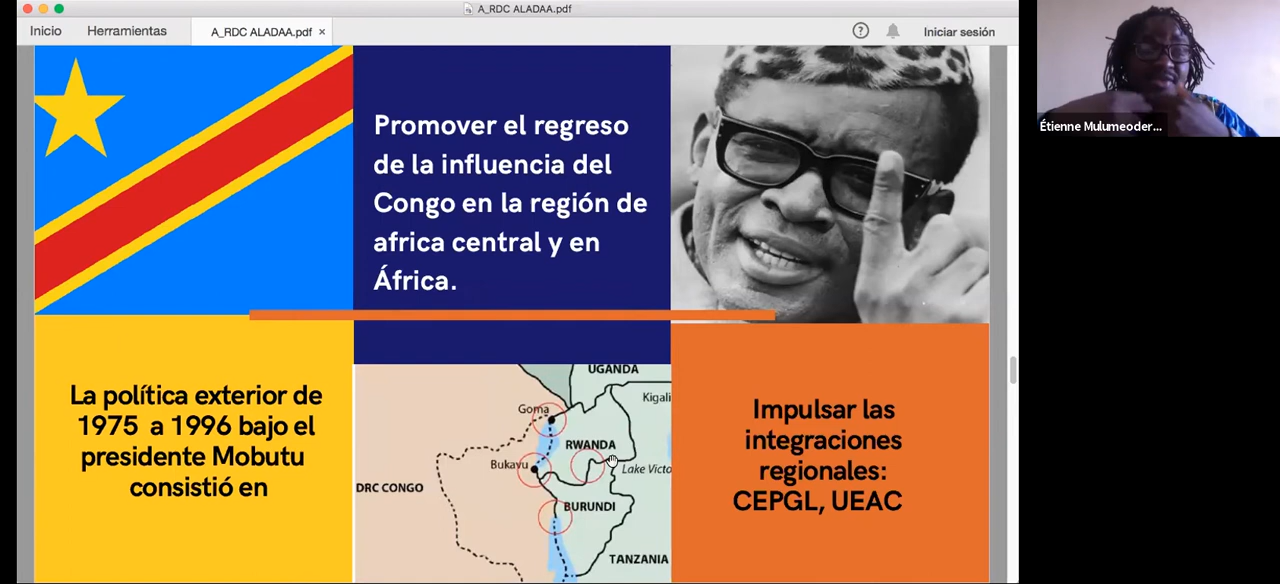 A_RDC ALADAA.pdf
Inicio
Herramientas
A_RDC ALADAA.pdf ×
?
Iniciar sesión
Étienne Mulumeoder...
Promover el regreso
de la influencia del
Congo en la región de
africa central y en
África.
La política exterior de
1975 a 1996 bajo el
presidente Mobutu
consistió en
UGANDA
Goma
Kigali
RWANDA
Bukavu
Lake Victo
DRC CONGO
BURUNDI
TANZANIA
Impulsar las
integraciones
regionales:
CEPGL, UEAC